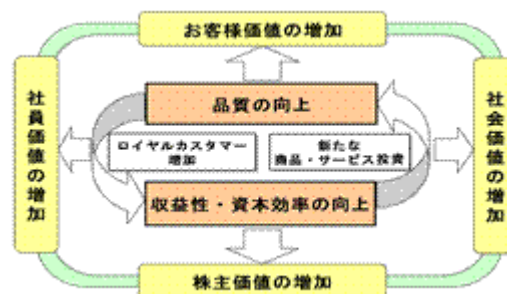 お客様価値の増加
社員価値の増加
品質の向上
社会価値の増加
ロイヤルカスタマー
増加
新たな
商品・サービス投資
収益性・資本効率の向上
株主価値の増加